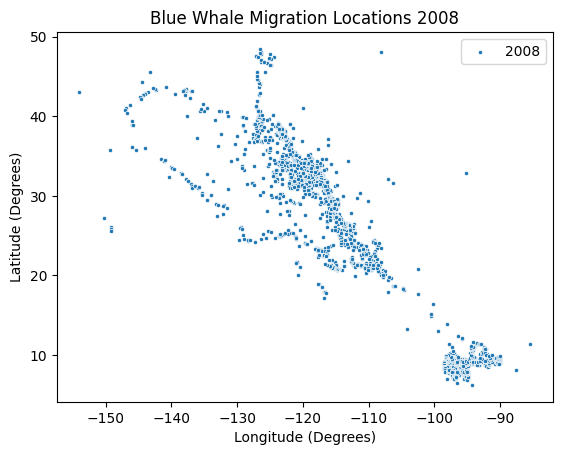 Blue Whale Migration Locations 2008
2008
50
40
30
20
10
Latitude (Degrees)
−150 −140 −130 −120 −110 −100 −90
Longitude (Degrees)